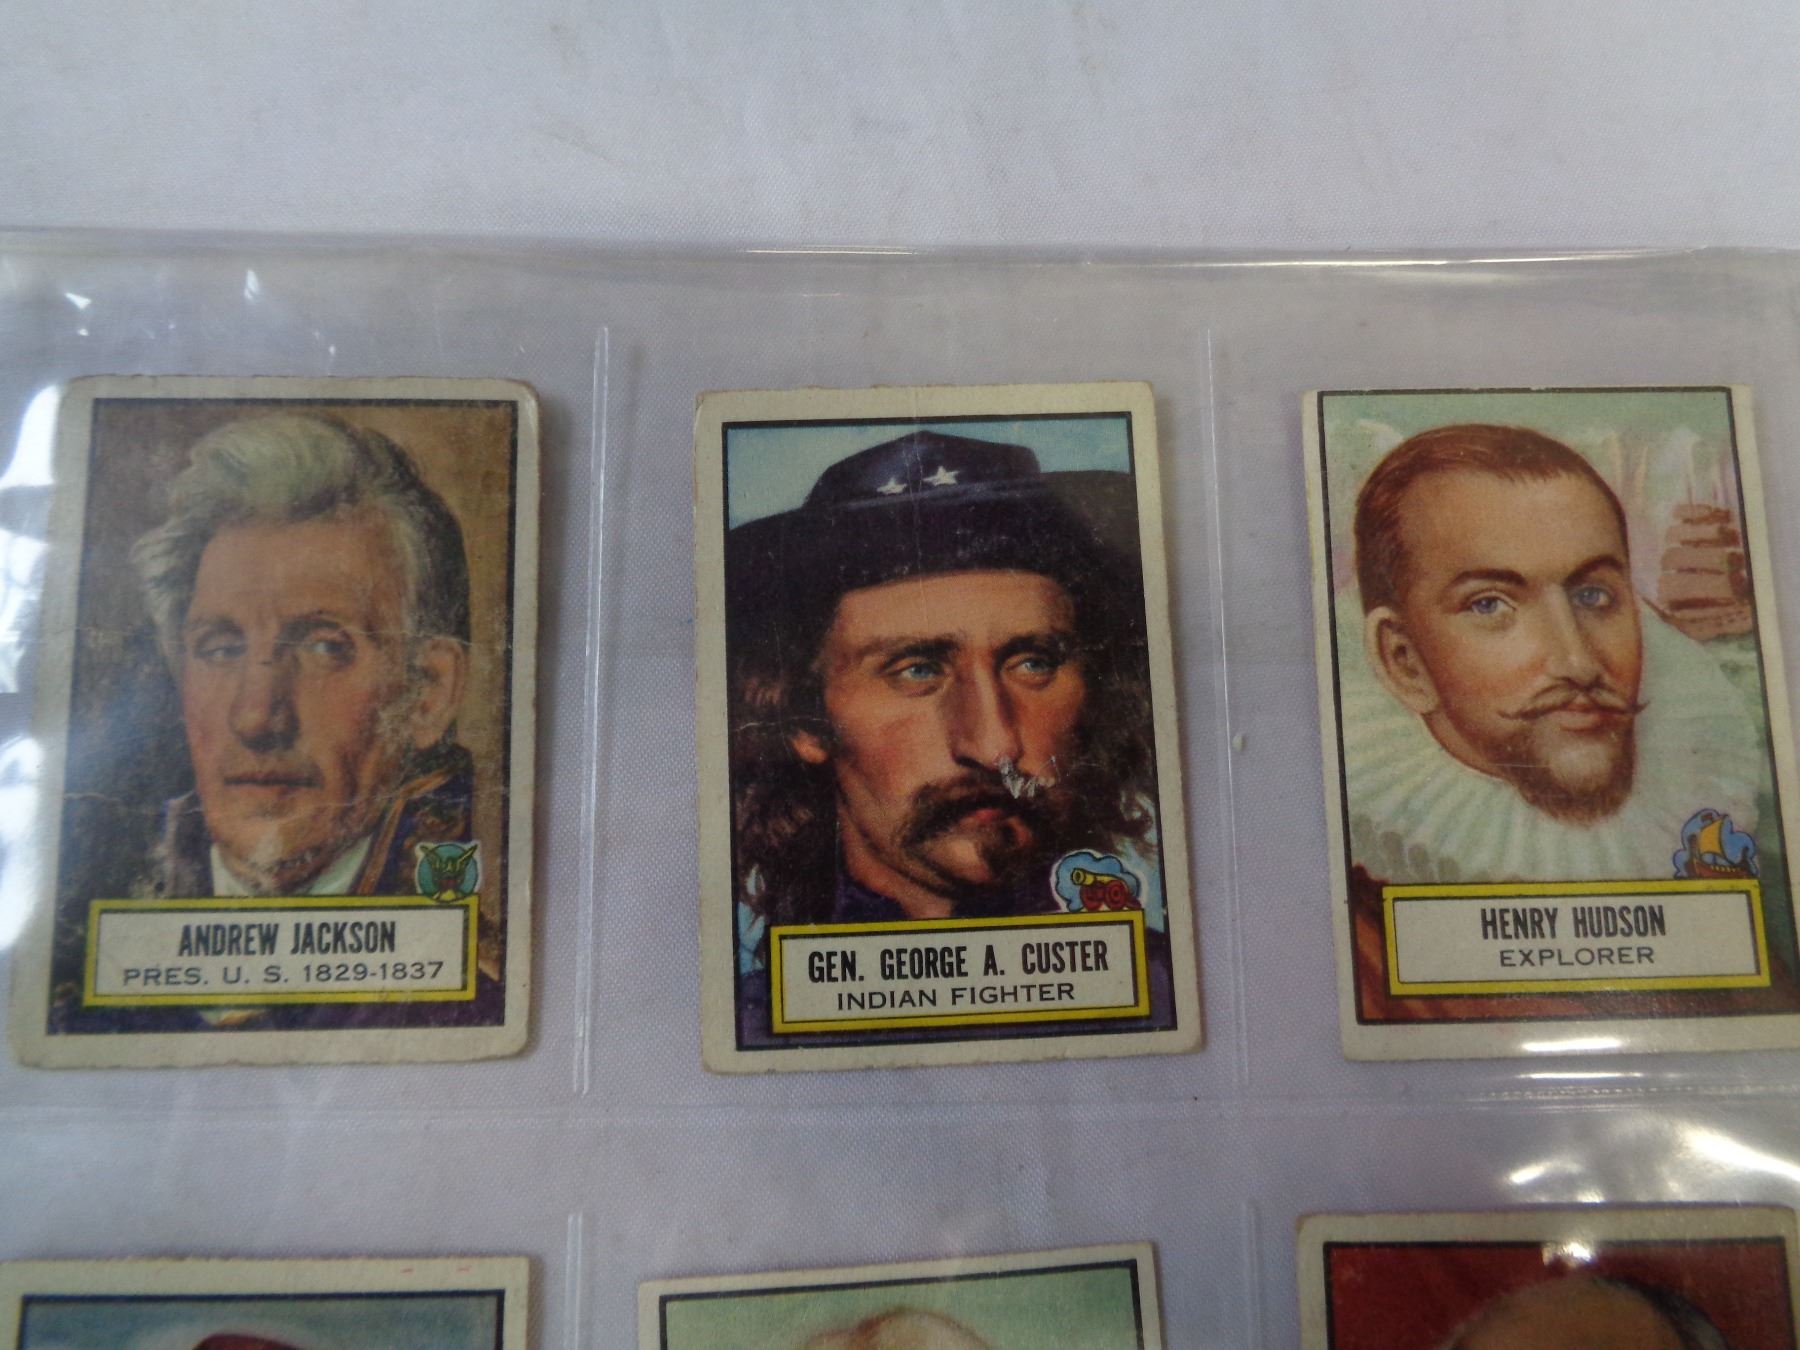 ANDREW JACKSON
PRES. U. S. 1829-1837
GEN. GEORGE A. CUSTER
INDIAN FIGHTER
HENRY HUDSON
EXPLORER